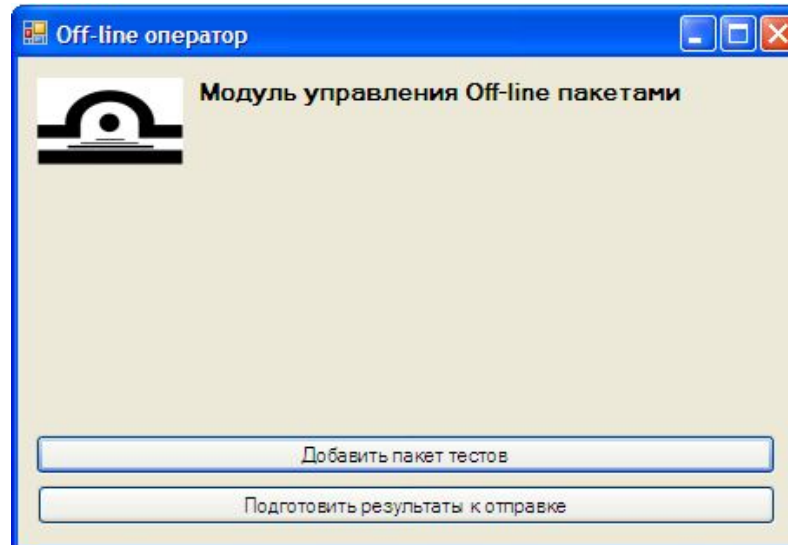 Off-line оператор
Модуль управления Off-line пакетами
Добавить пакет тестов
Подготовить результаты к отправке